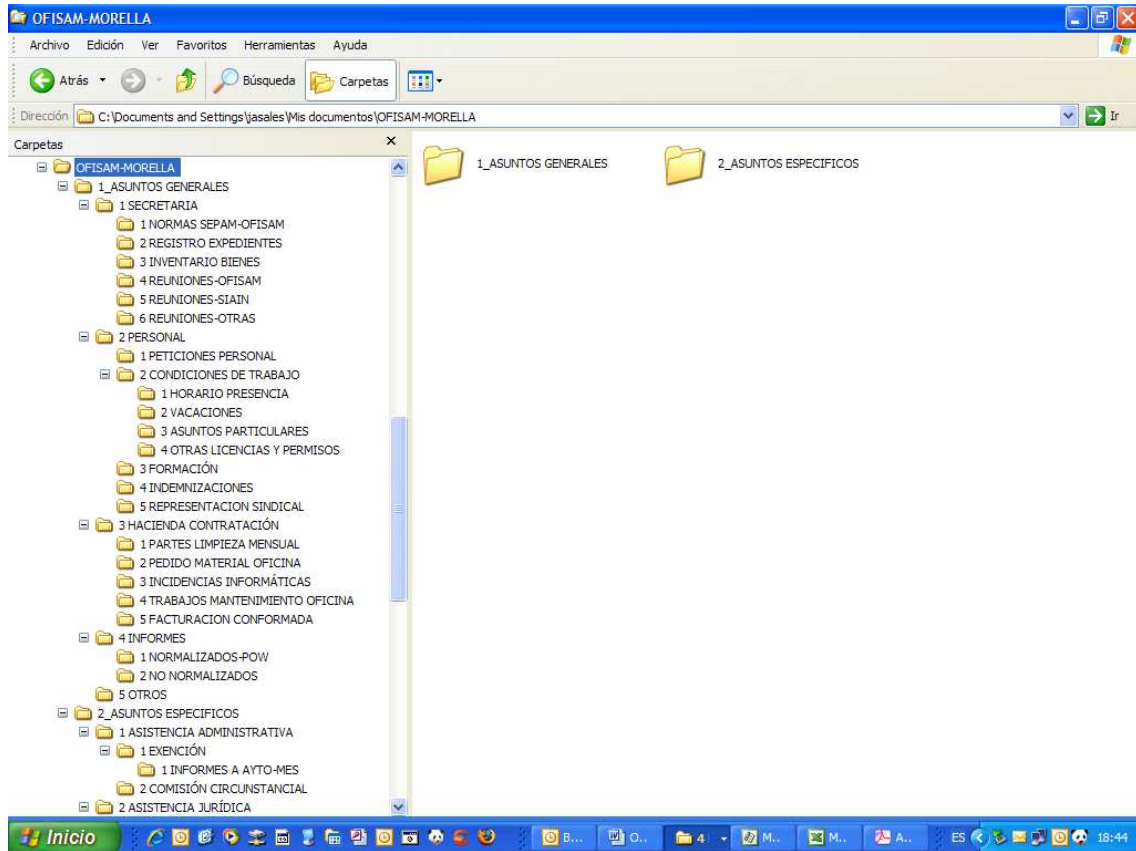 OFISAM-MORELLA
Archivo Edición Ver Favoritos Herramientas Ayuda
Atrás Búsqueda Carpetas
Dirección C:\Documents and Settings\jasales\Mis documentos\OFISAM-MORELLA Ir
Carpetas
OFISAM-MORELLA
1_ASUNTOS GENERALES
1 SECRETARIA
1 NORMAS SEPAM-OFISAM
2 REGISTRO EXPEDIENTES
3 INVENTARIO BIENES
4 REUNIONES-OFISAM
5 REUNIONES-SIAIN
6 REUNIONES-OTRAS
2 PERSONAL
1 PETICIONES PERSONAL
2 CONDICIONES DE TRABAJO
1 HORARIO PRESENCIA
2 VACACIONES
3 ASUNTOS PARTICULARES
4 OTRAS LICENCIAS Y PERMISOS
3 FORMACIÓN
4 INDEMNIZACIONES
5 REPRESENTACION SINDICAL
3 HACIENDA CONTRATACIÓN
1 PARTES LIMPIEZA MENSUAL
2 PEDIDO MATERIAL OFICINA
3 INCIDENCIAS INFORMÁTICAS
4 TRABAJOS MANTENIMIENTO OFICINA
5 FACTURACION CONFORMADA
4 INFORMES
1 NORMALIZADOS-POW
2 NO NORMALIZADOS
5 OTROS
2_ASUNTOS ESPECIFICOS
1 ASISTENCIA ADMINISTRATIVA
1 EXENCIÓN
1 INFORMES A AYTO-MES
2 COMISIÓN CIRCUNSTANCIAL
2 ASISTENCIA JURÍDICA
1_ASUNTOS GENERALES 2_ASUNTOS ESPECIFICOS
Inicio B... O.. 4 M.. M.. A.. ES 18:44